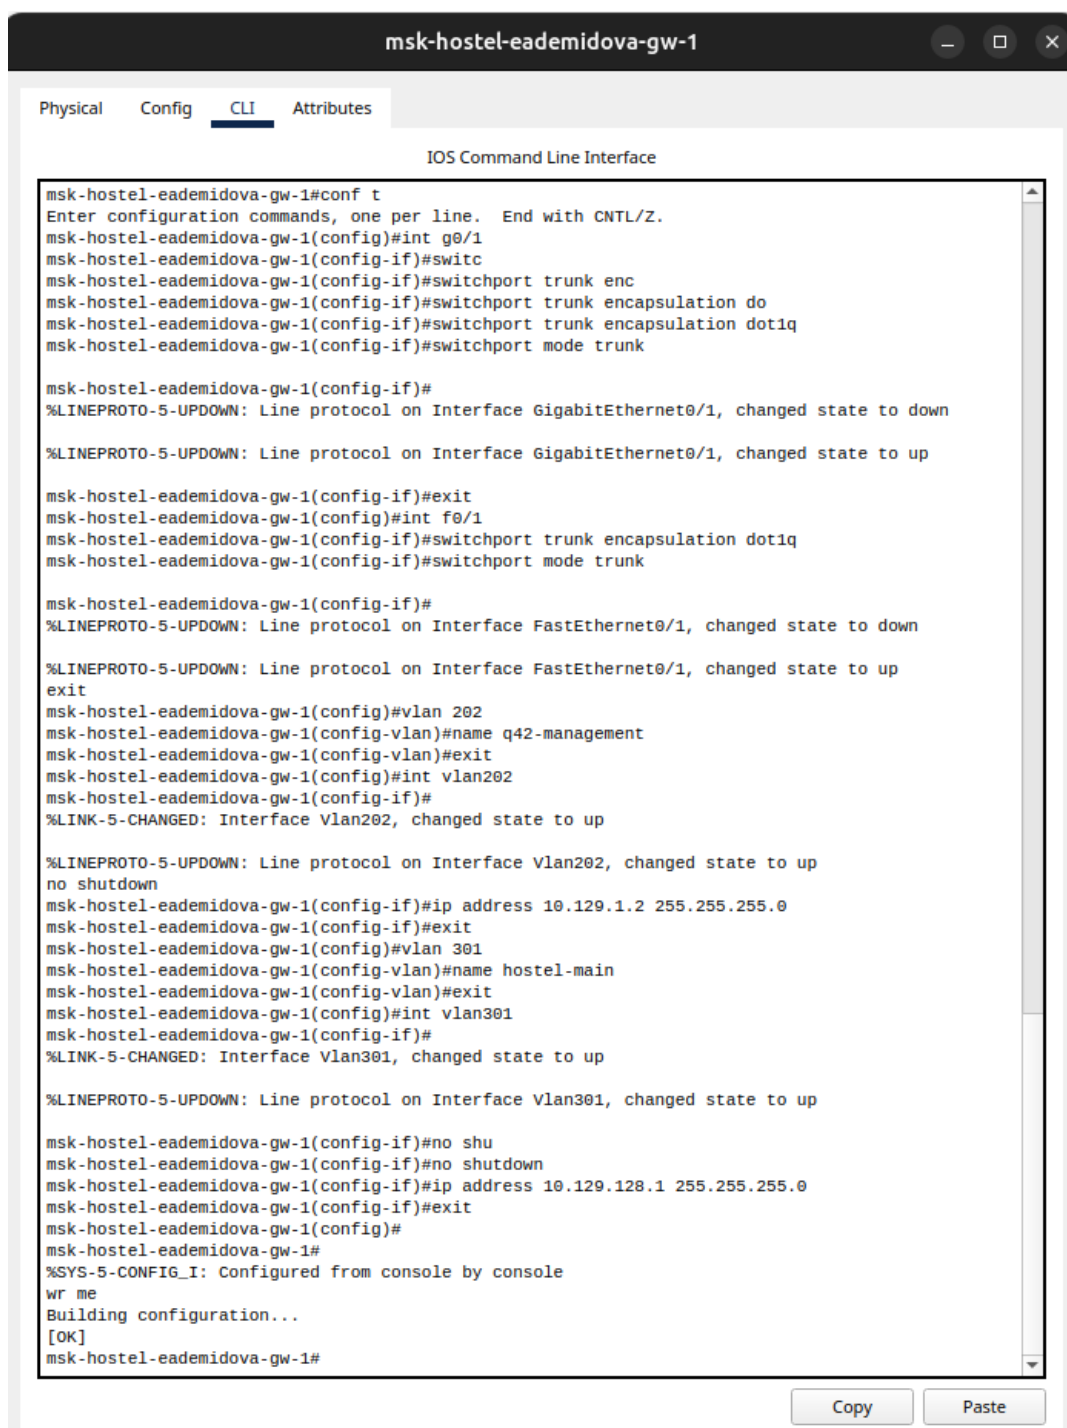 msk-hostel-eademidova-gw-1
Physical Config CLI Attributes
IOS Command Line Interface
msk-hostel-eademidova-gw-1#conf t
Enter configuration commands, one per line.  End with CNTL/Z.
msk-hostel-eademidova-gw-1(config)#int g0/1
msk-hostel-eademidova-gw-1(config-if)#switc
msk-hostel-eademidova-gw-1(config-if)#switchport trunk enc
msk-hostel-eademidova-gw-1(config-if)#switchport trunk encapsulation do
msk-hostel-eademidova-gw-1(config-if)#switchport trunk encapsulation dot1q
msk-hostel-eademidova-gw-1(config-if)#switchport mode trunk
msk-hostel-eademidova-gw-1(config-if)#
%LINEPROTO-5-UPDOWN: Line protocol on Interface GigabitEthernet0/1, changed state to down
%LINEPROTO-5-UPDOWN: Line protocol on Interface GigabitEthernet0/1, changed state to up
msk-hostel-eademidova-gw-1(config-if)#exit
msk-hostel-eademidova-gw-1(config)#int f0/1
msk-hostel-eademidova-gw-1(config-if)#switchport trunk encapsulation dot1q
msk-hostel-eademidova-gw-1(config-if)#switchport mode trunk
msk-hostel-eademidova-gw-1(config-if)#
%LINEPROTO-5-UPDOWN: Line protocol on Interface FastEthernet0/1, changed state to down
%LINEPROTO-5-UPDOWN: Line protocol on Interface FastEthernet0/1, changed state to up
exit
msk-hostel-eademidova-gw-1(config)#vlan 202
msk-hostel-eademidova-gw-1(config-vlan)#name q42-management
msk-hostel-eademidova-gw-1(config-vlan)#exit
msk-hostel-eademidova-gw-1(config)#int vlan202
msk-hostel-eademidova-gw-1(config-if)#
%LINK-5-CHANGED: Interface Vlan202, changed state to up
%LINEPROTO-5-UPDOWN: Line protocol on Interface Vlan202, changed state to up
no shutdown
msk-hostel-eademidova-gw-1(config-if)#ip address 10.129.1.2 255.255.255.0
msk-hostel-eademidova-gw-1(config-if)#exit
msk-hostel-eademidova-gw-1(config)#vlan 301
msk-hostel-eademidova-gw-1(config-vlan)#name hostel-main
msk-hostel-eademidova-gw-1(config-vlan)#exit
msk-hostel-eademidova-gw-1(config)#int vlan301
msk-hostel-eademidova-gw-1(config-if)#
%LINK-5-CHANGED: Interface Vlan301, changed state to up
%LINEPROTO-5-UPDOWN: Line protocol on Interface Vlan301, changed state to up
msk-hostel-eademidova-gw-1(config-if)#no shu
msk-hostel-eademidova-gw-1(config-if)#no shutdown
msk-hostel-eademidova-gw-1(config-if)#ip address 10.129.128.1 255.255.255.0
msk-hostel-eademidova-gw-1(config-if)#exit
msk-hostel-eademidova-gw-1(config)#
msk-hostel-eademidova-gw-1#
%SYS-5-CONFIG_I: Configured from console by console
wr me
Building configuration...
[OK]
msk-hostel-eademidova-gw-1#
Copy Paste